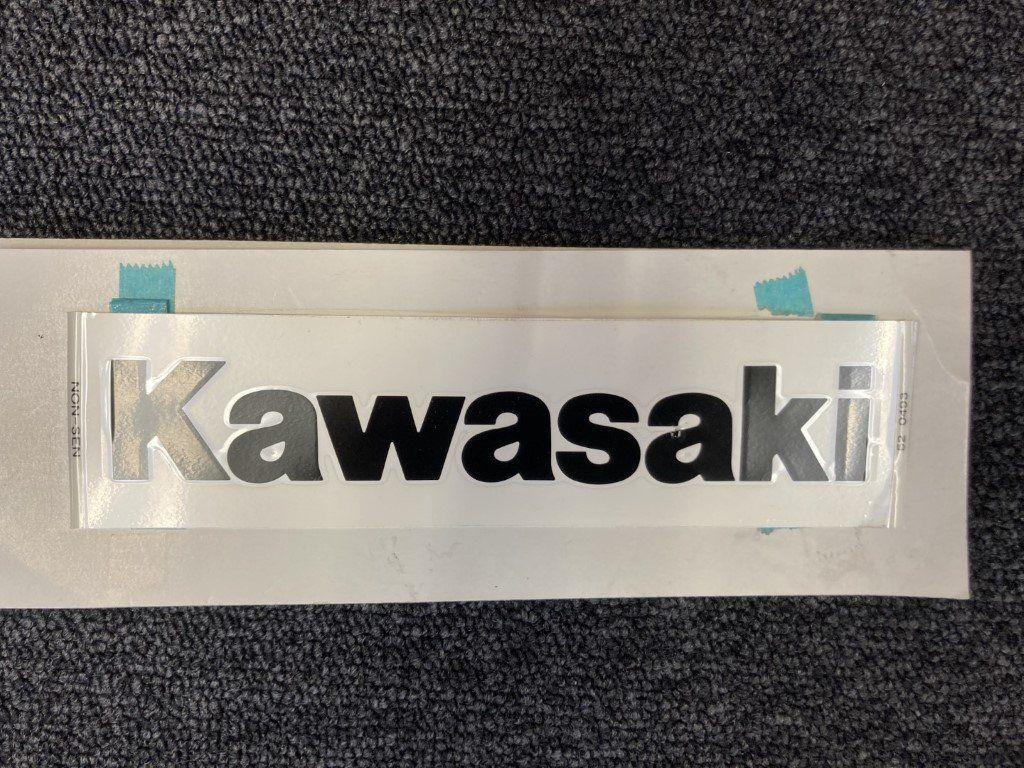 Kawasaki
NON-SEN
52 0403